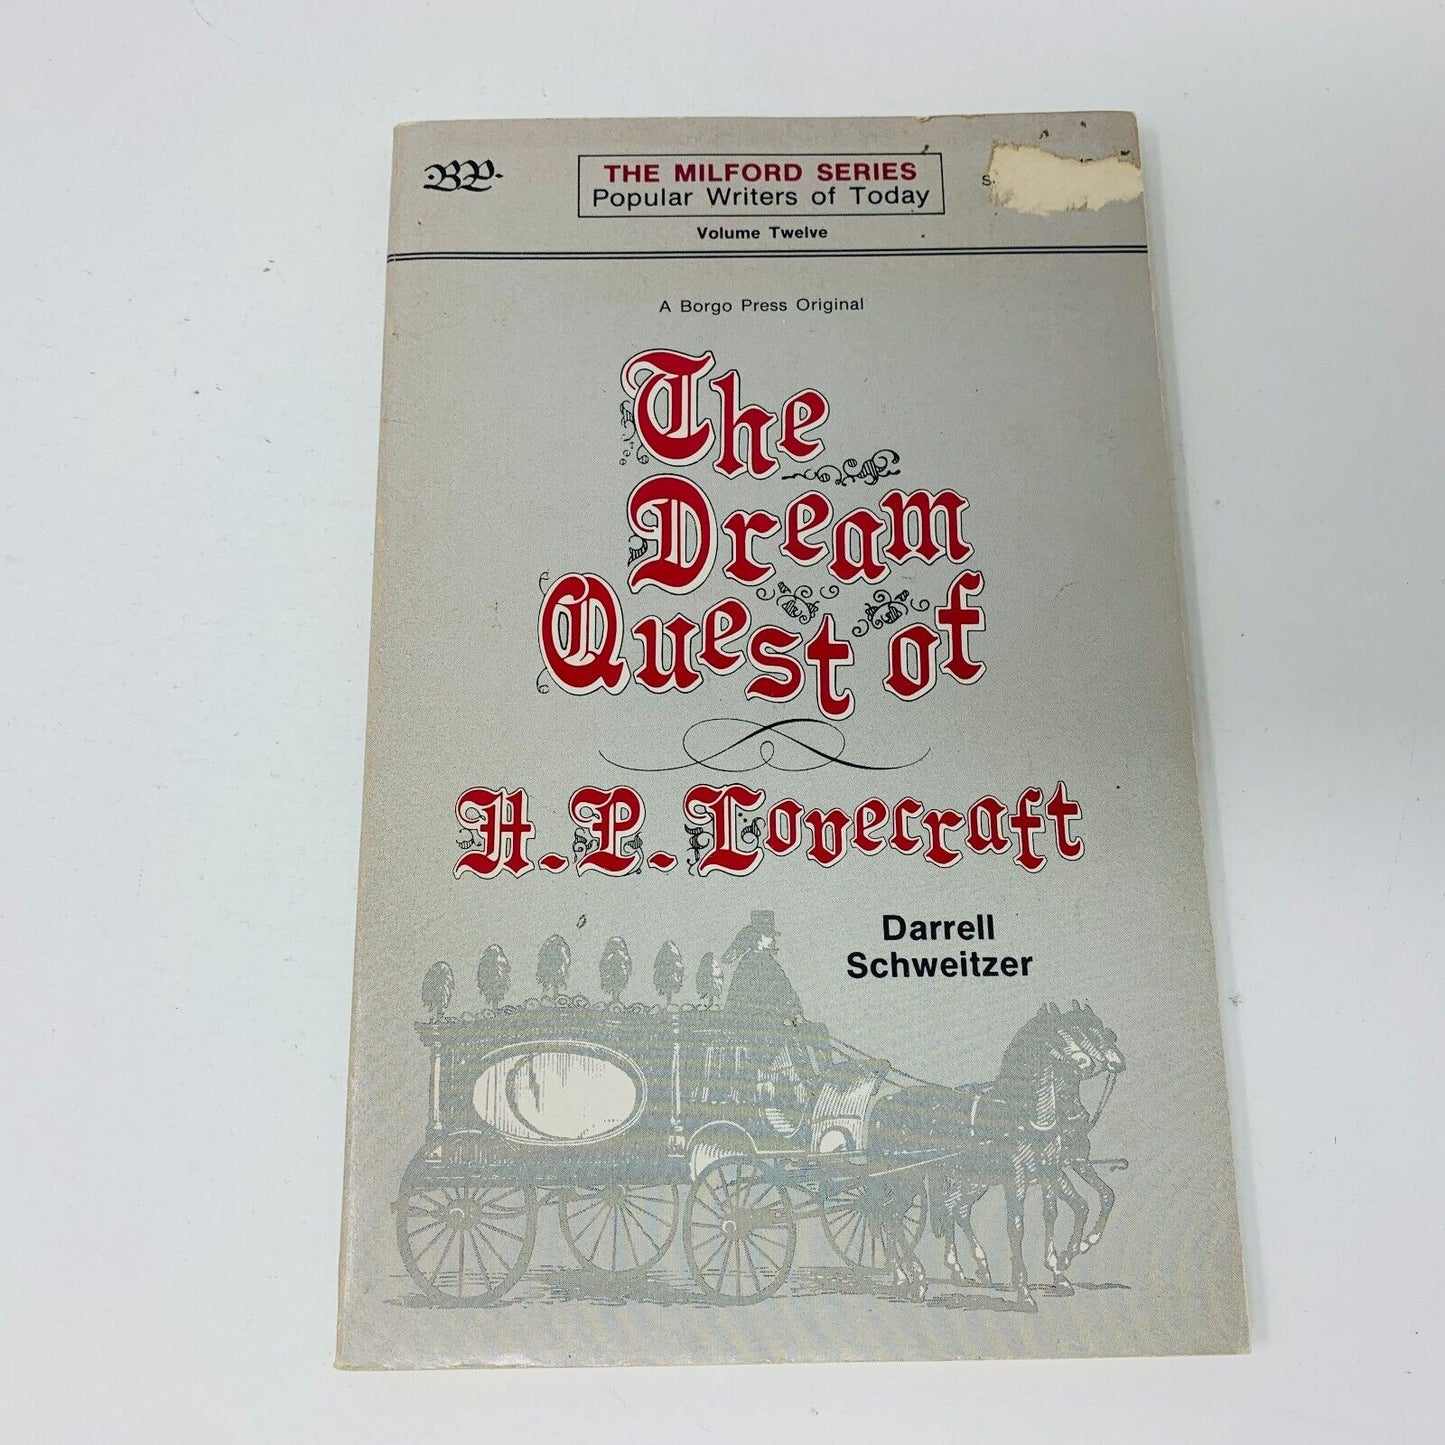 BP.
THE MILFORD SERIES
Popular Writers of Today
Volume Twelve
A Borgo Press Original
The
Dream
Quest of
H. P. Lovecraft
Darrell
Schweitzer